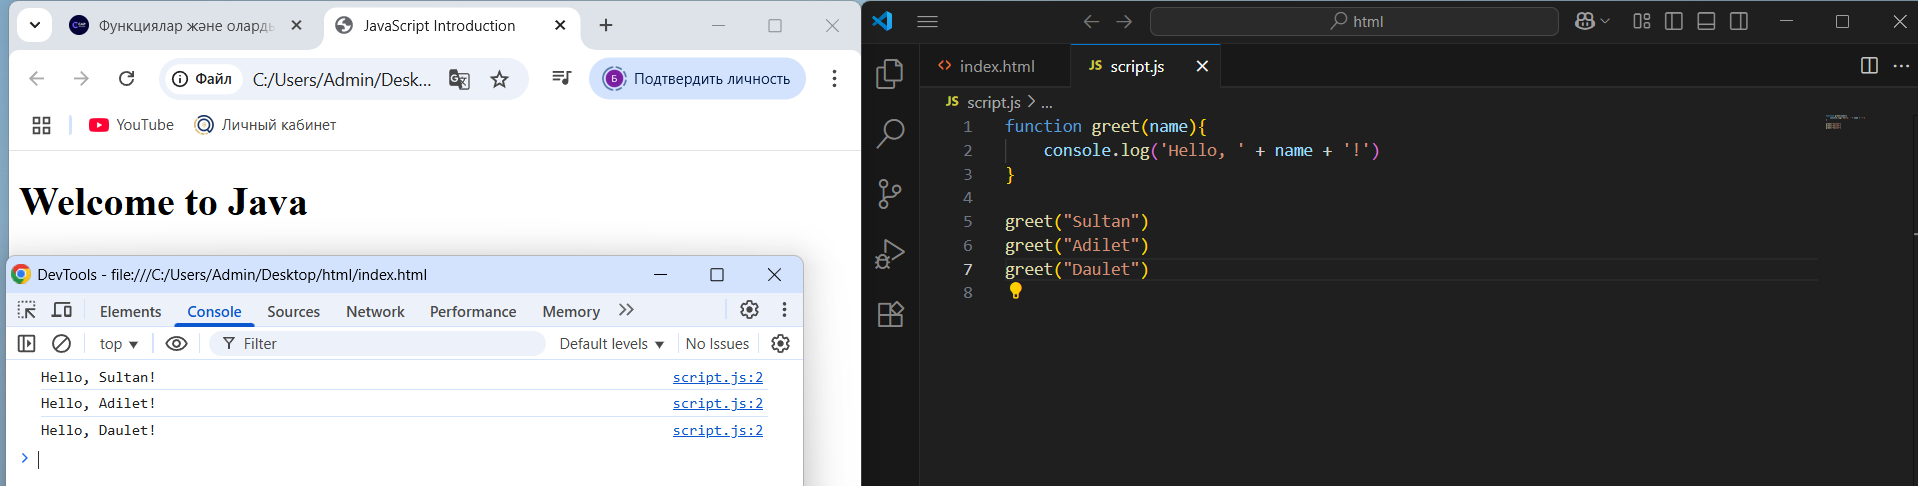 Функциялар және оларды
JavaScript Introduction
Файл
C:/Users/Admin/Desk...
Б
Подтвердить личность
YouTube
Личный кабинет
Welcome to Java
DevTools - file:///C:/Users/Admin/Desktop/html/index.html
Elements
Console
Sources
Network
Performance
Memory
top
Filter
Default levels
No Issues
Hello, Sultan! script.js:2
Hello, Adilet! script.js:2
Hello, Daulet! script.js:2
html
index.html
JS script.js
JS script.js > ...
1 function greet(name){
2 console.log('Hello, ' + name + '!')
3 }
4
5 greet("Sultan")
6 greet("Adilet")
7 greet("Daulet")
8